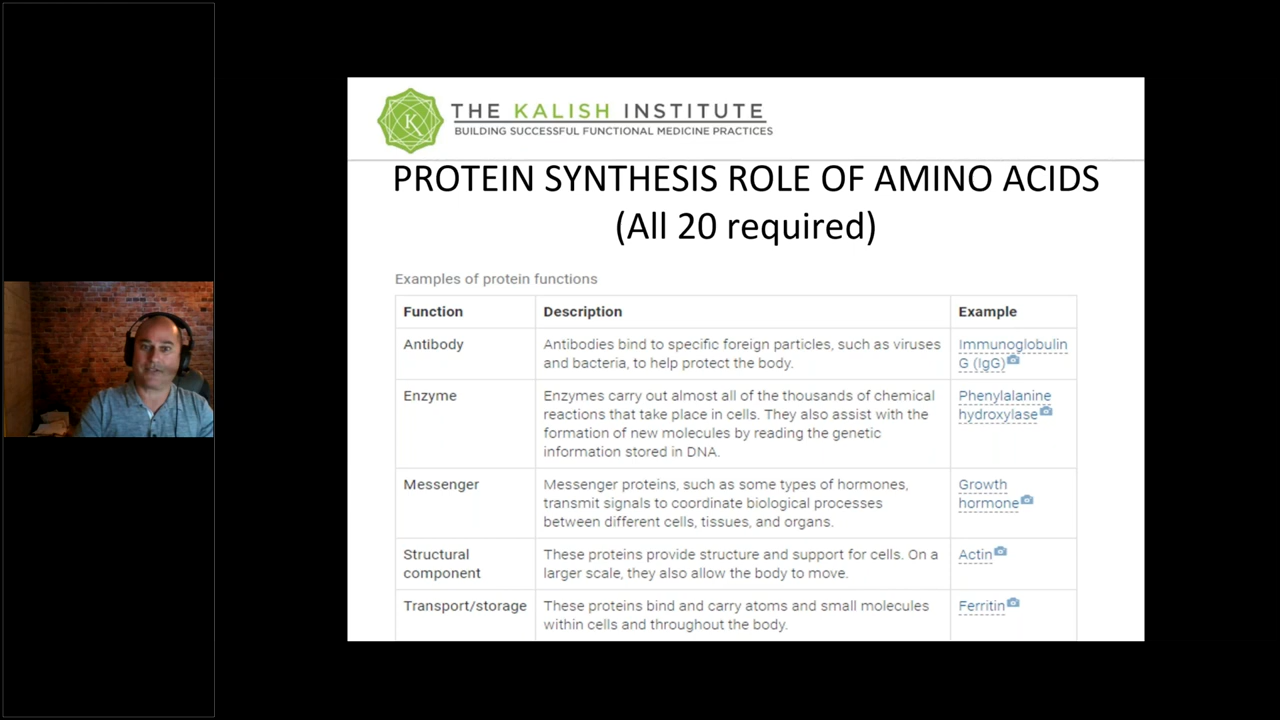 THE KALISH INSTITUTE
BUILDING SUCCESSFUL FUNCTIONAL MEDICINE PRACTICES
PROTEIN SYNTHESIS ROLE OF AMINO ACIDS
(All 20 required)
Examples of protein functions
Function Description Example
Antibody Antibodies bind to specific foreign particles, such as viruses Immunoglobulin
and bacteria, to help protect the body. G (IgG)
Enzyme Enzymes carry out almost all of the thousands of chemical Phenylalanine
reactions that take place in cells. They also assist with the hydroxylase
formation of new molecules by reading the genetic
information stored in DNA.
Messenger Messenger proteins, such as some types of hormones, Growth
transmit signals to coordinate biological processes hormone
between different cells, tissues, and organs.
Structural These proteins provide structure and support for cells. On a Actin
component larger scale, they also allow the body to move.
Transport/storage These proteins bind and carry atoms and small molecules Ferritin
within cells and throughout the body.